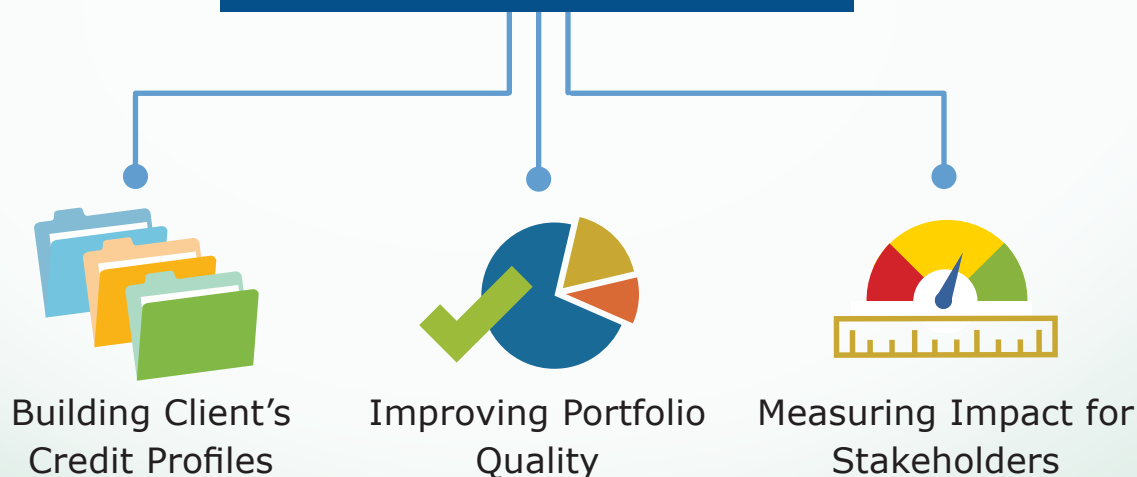 Building Client’s
Credit Profiles
Improving Portfolio
Quality
Measuring Impact for
Stakeholders